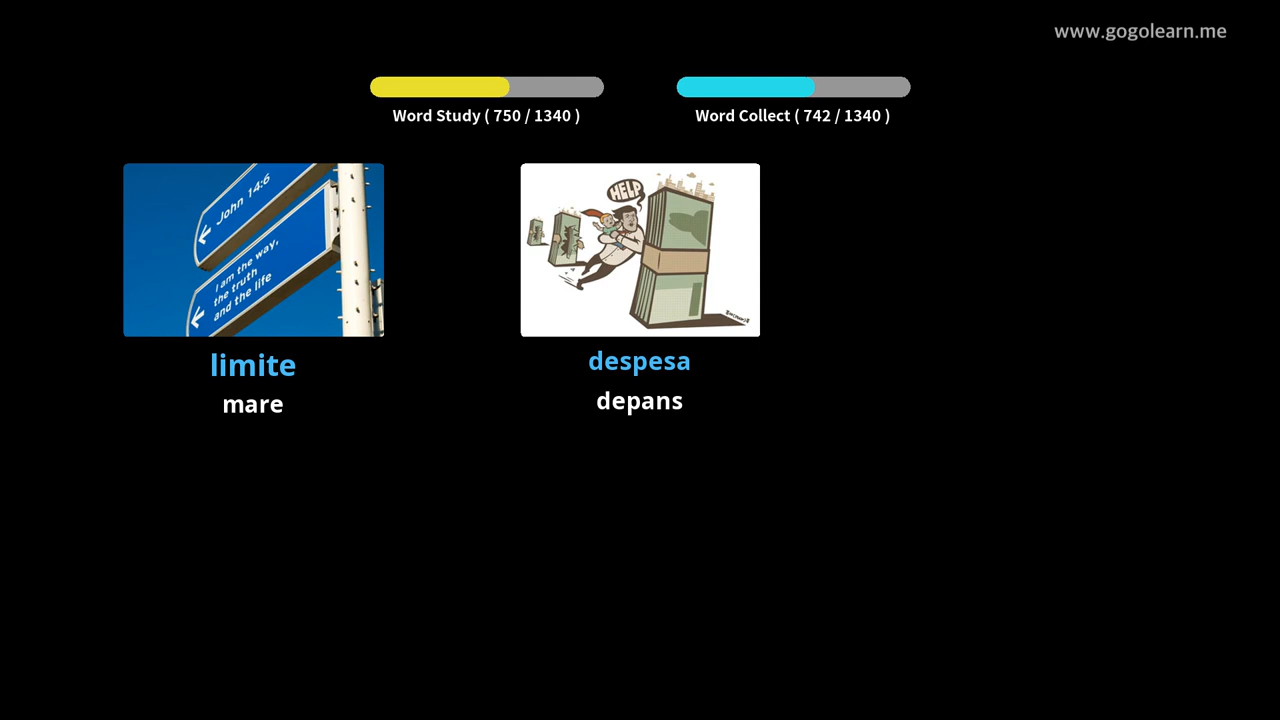 www.gogolearn.me
Word Study ( 750 / 1340 )
Word Collect ( 742 / 1340 )
John 14:6
I am the way,
the truth
and the life
HELP
limite
mare
despesa
depans